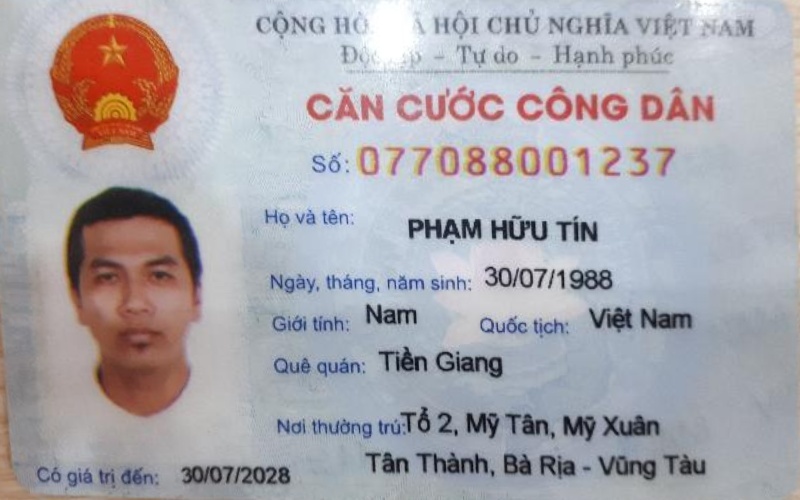 CỘNG HÒA XÃ HỘI CHỦ NGHĨA VIỆT NAM
Độc lập - Tự do - Hạnh phúc
CĂN CƯỚC CÔNG DÂN
Số: 077088001237
Họ và tên: PHẠM HỮU TÍN
Ngày, tháng, năm sinh: 30/07/1988
Giới tính: Nam Quốc tịch: Việt Nam
Quê quán: Tiền Giang
Nơi thường trú: Tổ 2, Mỹ Tân, Mỹ Xuân
Tân Thành, Bà Rịa - Vũng Tàu
Có giá trị đến: 30/07/2028